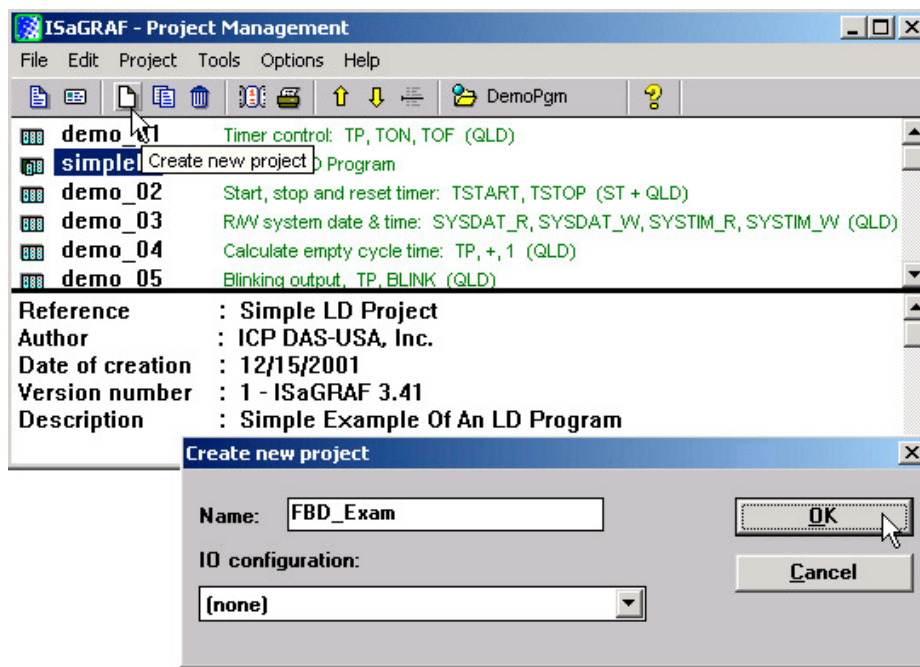 ISaGRAF - Project Management
File Edit Project Tools Options Help
DemoPgm
demo_01 Timer control: TP, TON, TOF (QLD)
Create new project
simplel Program
demo_02 Start, stop and reset timer: TSTART, TSTOP (ST + QLD)
demo_03 R/W system date & time: SYSDAT_R, SYSDAT_W, SYSTIM_R, SYSTIM_W (QLD)
demo_04 Calculate empty cycle time: TP, +, 1 (QLD)
demo_05 Blinking output, TP, BLINK (QLD)
Reference : Simple LD Project
Author : ICP DAS-USA, Inc.
Date of creation : 12/15/2001
Version number : 1 - ISaGRAF 3.41
Description : Simple Example Of An LD Program
Create new project
Name: FBD_Exam
OK
IO configuration:
Cancel
(none)